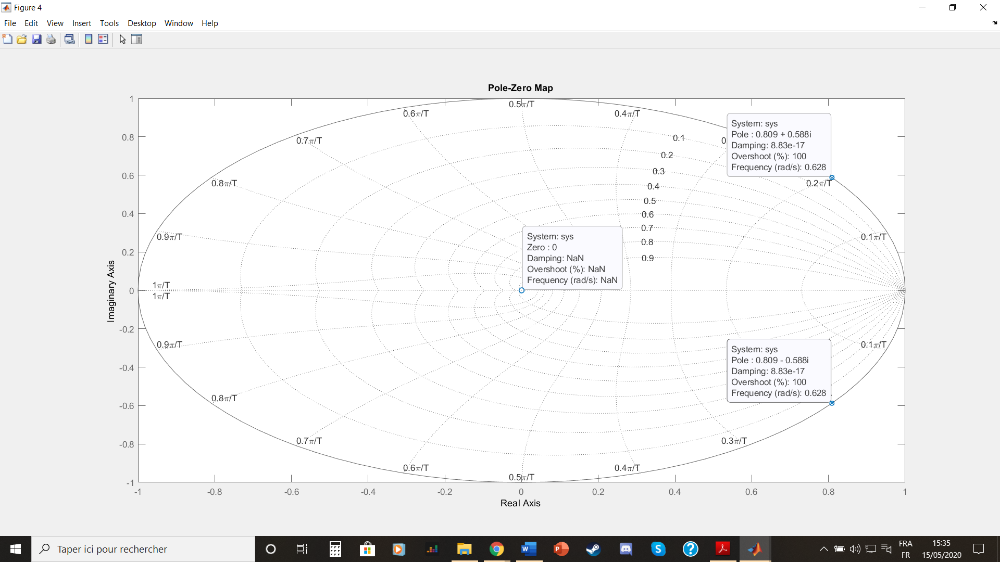 Figure 4
File Edit View Insert Tools Desktop Window Help
Pole-Zero Map
Imaginary Axis
1
0.8
0.6
0.4
0.2
0
-0.2
-0.4
-0.6
-0.8
-1
0.5π/T
0.6π/T
0.4π/T
0.7π/T
0.1
0
0.2
0.3
0.8π/T
0.2π/T
0.4
0.5
0.6
0.7
0.9π/T
0.1π/T
0.8
0.9
1π/T
1π/T
0.9π/T
0.1π/T
0.8π/T
0.7π/T
0.3π/T
0.6π/T
0.4π/T
0.5π/T
System: sys
Pole : 0.809 + 0.588i
Damping: 8.83e-17
Overshoot (%): 100
Frequency (rad/s): 0.628
System: sys
Zero : 0
Damping: NaN
Overshoot (%): NaN
Frequency (rad/s): NaN
System: sys
Pole : 0.809 - 0.588i
Damping: 8.83e-17
Overshoot (%): 100
Frequency (rad/s): 0.628
-1 -0.8 -0.6 -0.4 -0.2 0 0.2 0.4 0.6 0.8 1
Real Axis
Taper ici pour rechercher
FRA
FR
15:35
15/05/2020